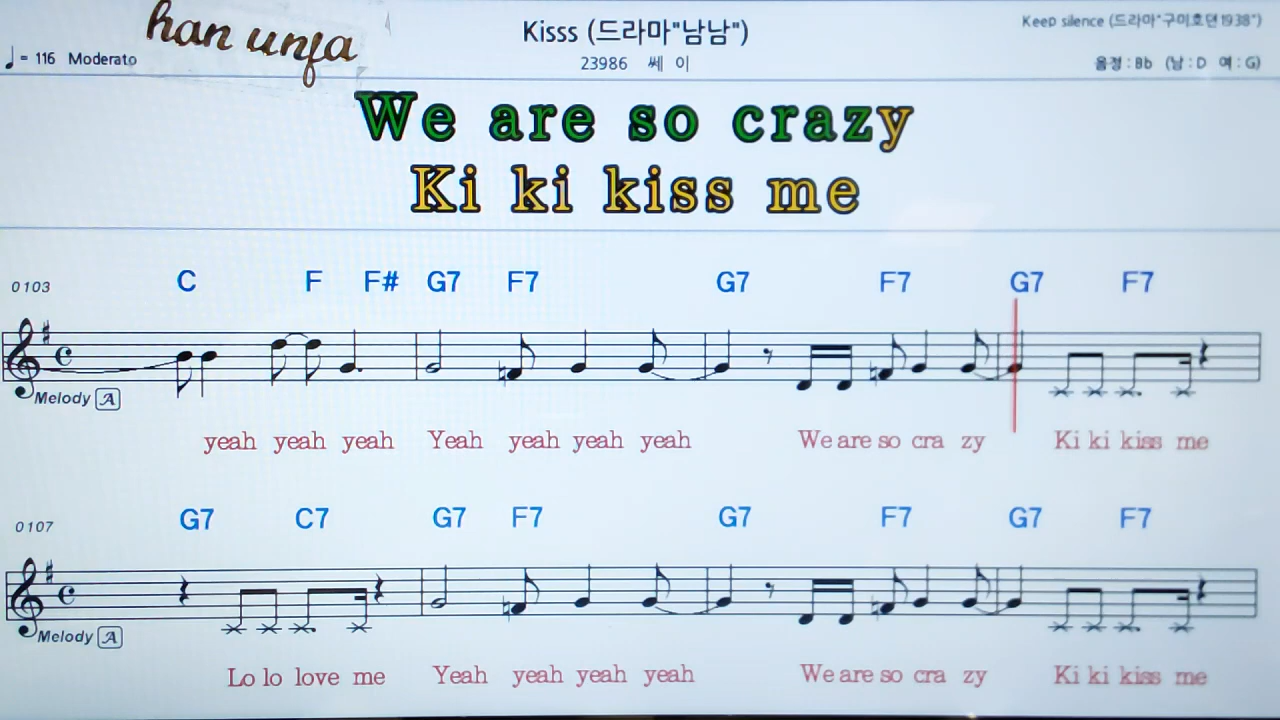 han unja
♩= 116 Moderato
Kisss (드라마"남남")
23986 쎄 이
Keep silence (드라마"구미호뎐1938")
음정 : Bb (남 : D 여 : G)
We are so crazy
Ki ki kiss me
0103 C F F# G7 F7 G7 F7 G7 F7
Melody A
yeah yeah yeah Yeah yeah yeah yeah We are so cra zy Ki ki kiss me
0107 G7 C7 G7 F7 G7 F7 G7 F7
Melody A
Lo lo love me Yeah yeah yeah yeah We are so cra zy Ki ki kiss me